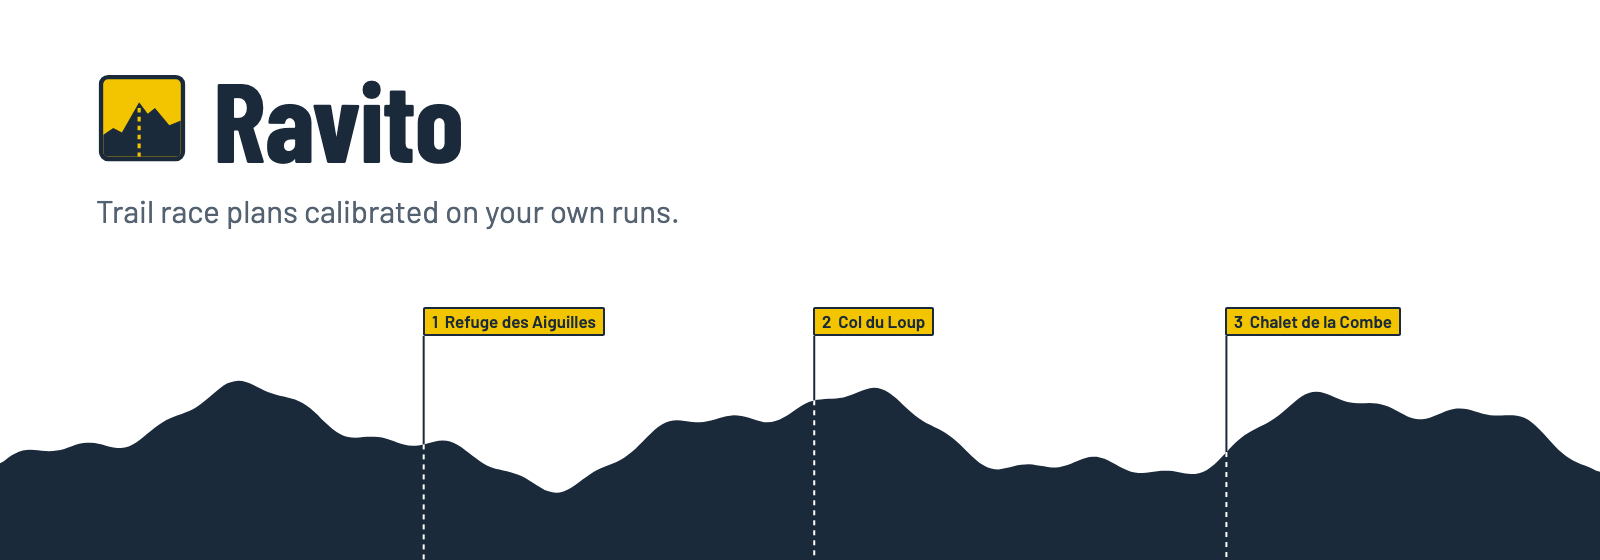 Ravito
Trail race plans calibrated on your own runs.
1 Refuge des Aiguilles
2 Col du Loup
3 Chalet de la Combe